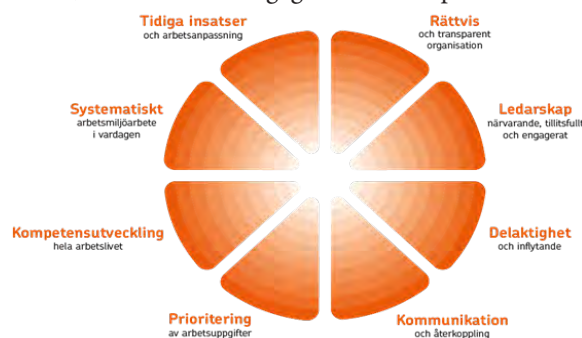 Tidiga insatser
och arbetsanpassning
Rättvis
och transparent
organisation
Ledarskap
närvarande, tillitsfullt
och engagerat
Delaktighet
och inflytande
Kommunikation
och återkoppling
Prioritering
av arbetsuppgifter
Kompetensutveckling
hela arbetslivet
Systematiskt
arbetsmiljöarbete
i vardagen